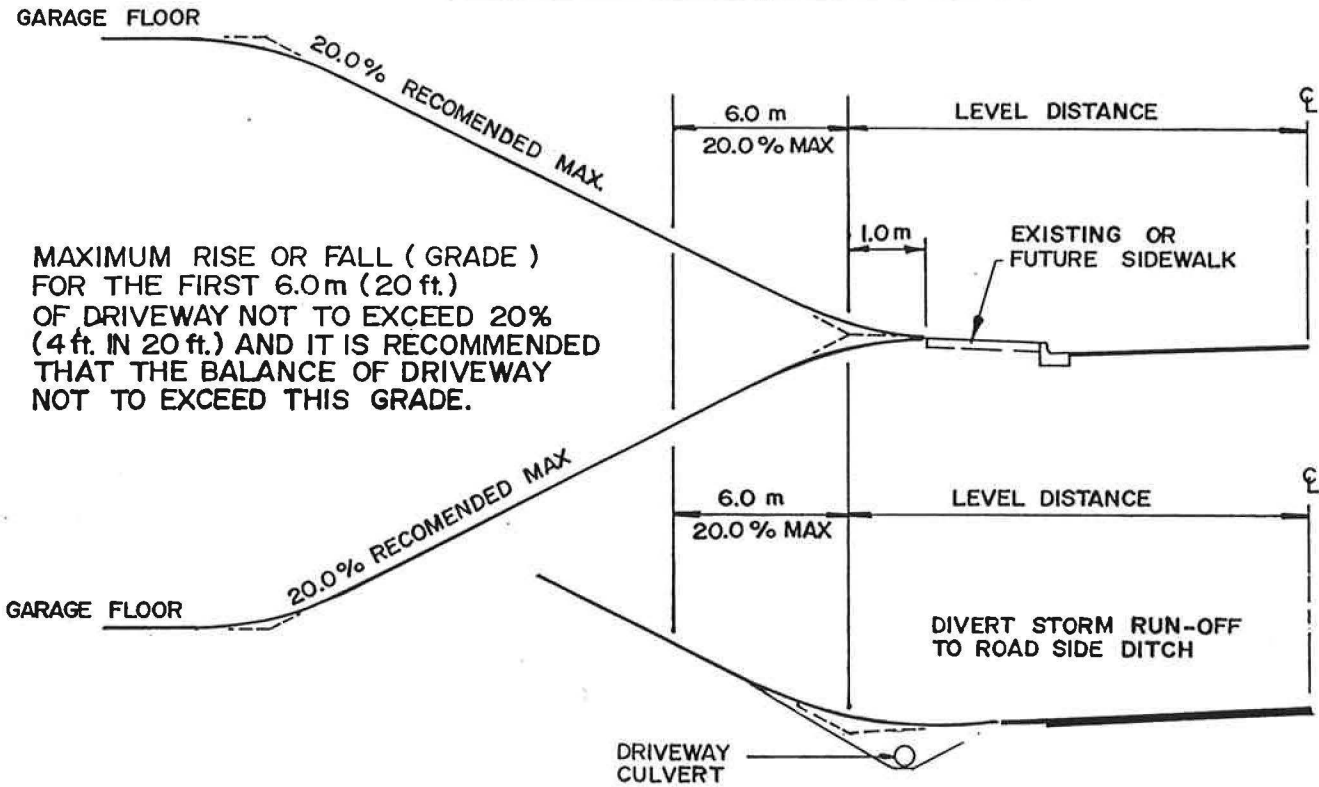 GARAGE FLOOR
20.0% RECOMENDED MAX.
6.0 m
20.0% MAX
LEVEL DISTANCE
℄
1.0 m
EXISTING OR
FUTURE SIDEWALK
MAXIMUM RISE OR FALL ( GRADE )
FOR THE FIRST 6.0m (20 ft.)
OF DRIVEWAY NOT TO EXCEED 20%
(4 ft. IN 20 ft.) AND IT IS RECOMMENDED
THAT THE BALANCE OF DRIVEWAY
NOT TO EXCEED THIS GRADE.
20.0% RECOMENDED MAX
GARAGE FLOOR
6.0 m
20.0% MAX
LEVEL DISTANCE
℄
DIVERT STORM RUN-OFF
TO ROAD SIDE DITCH
DRIVEWAY
CULVERT